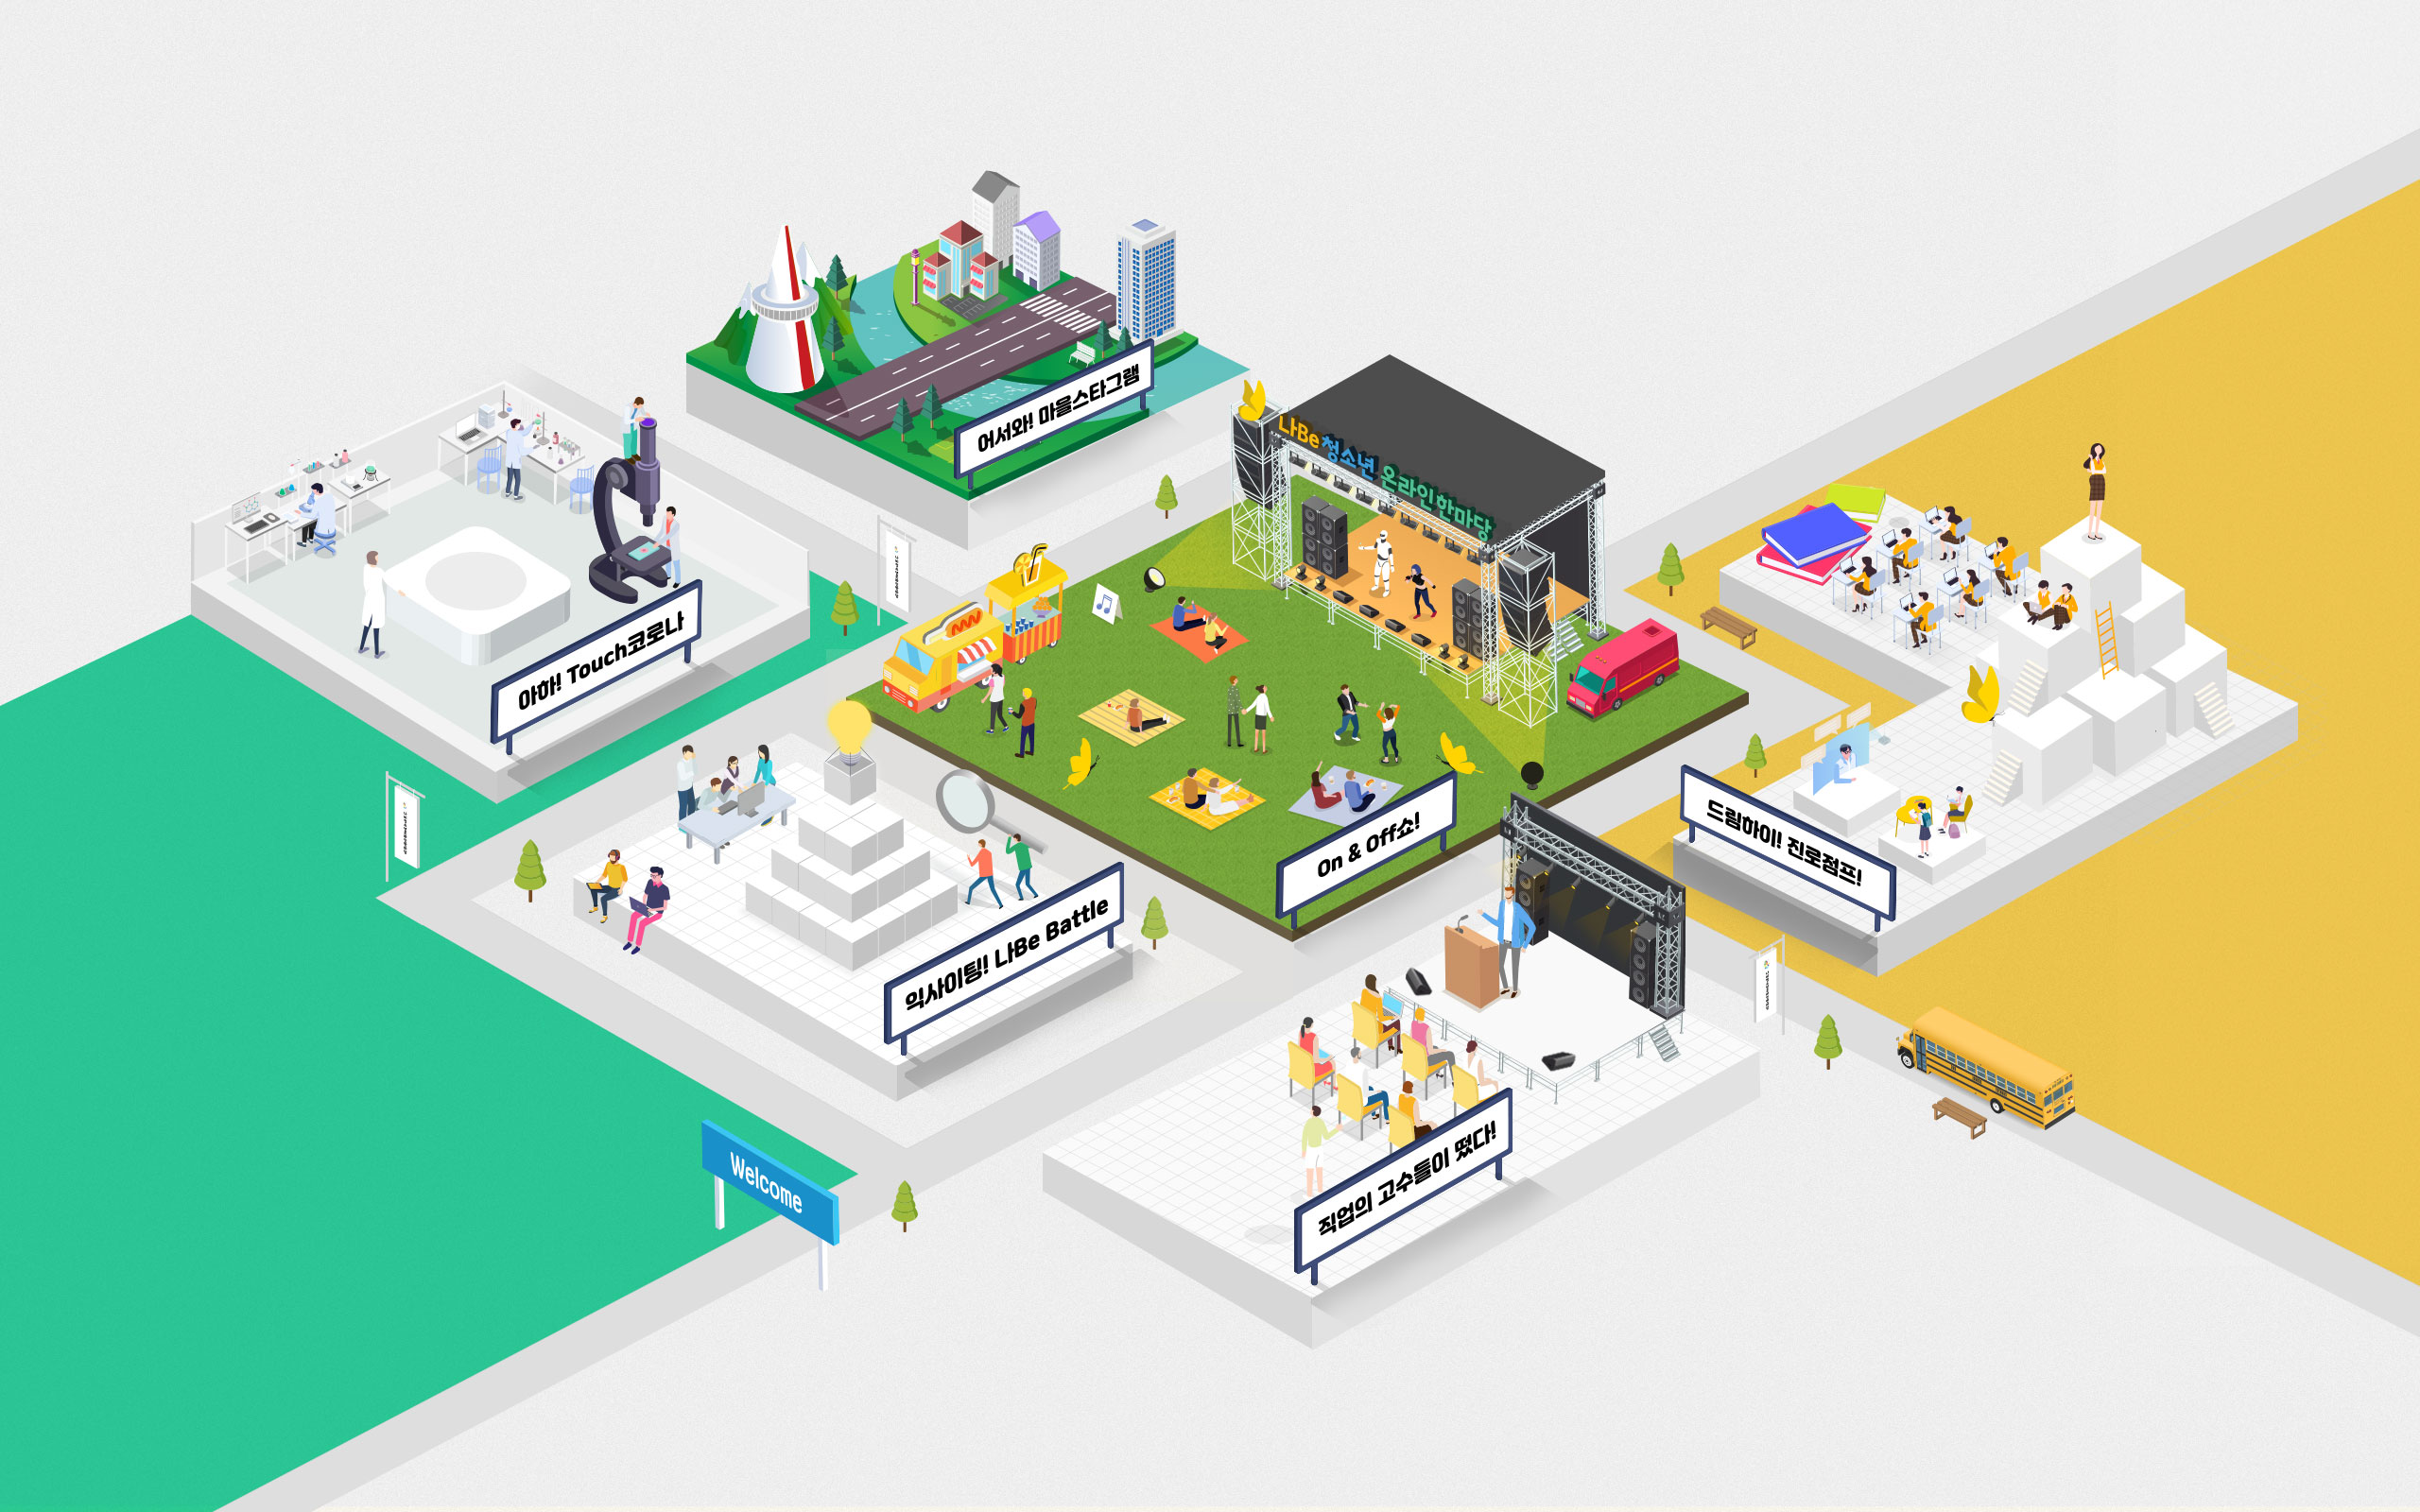 어서와! 마을스타그램
나Be 청소년 온라인 한마당
아하! Touch코로나
On & Off쇼!
드림하이! 진로점프!
익사이팅! 나Be Battle
직업의 고수들이 떴다!
Welcome